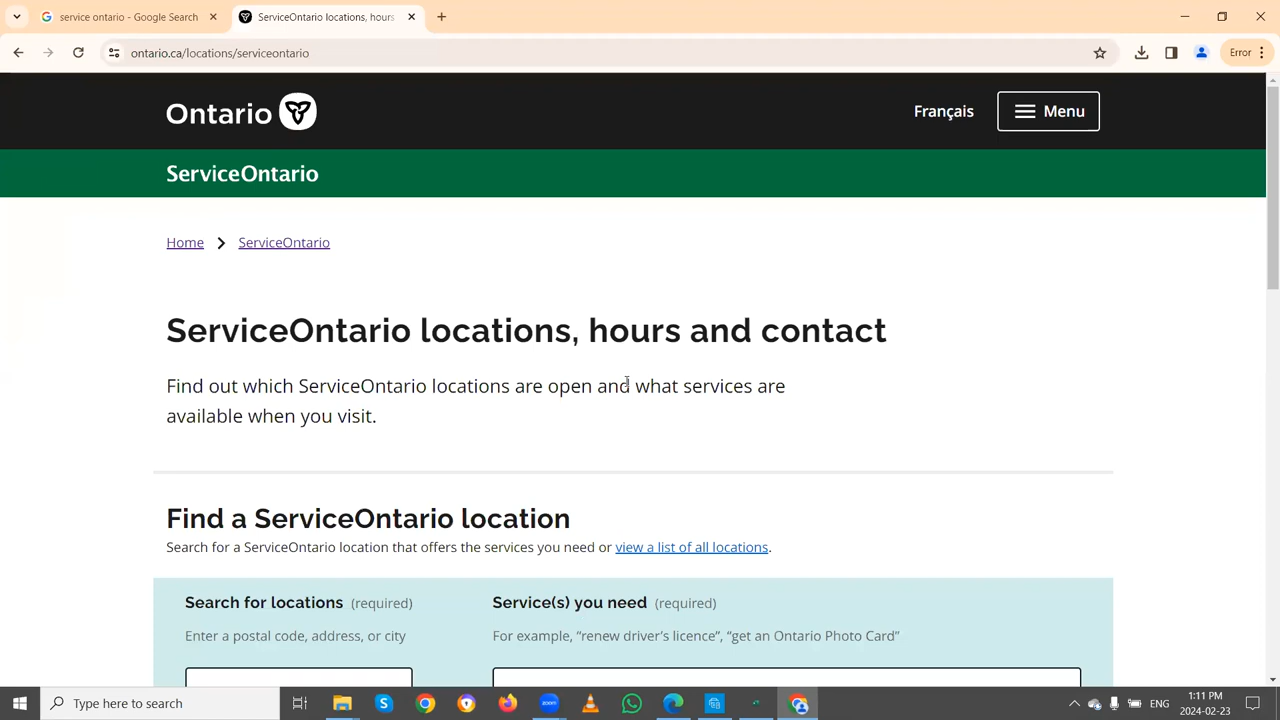 service ontario - Google Search
ServiceOntario locations, hours
ontario.ca/locations/serviceontario
Error
Ontario
Français
Menu
ServiceOntario
Home
ServiceOntario
ServiceOntario locations, hours and contact
Find out which ServiceOntario locations are open and what services are
available when you visit.
Find a ServiceOntario location
Search for a ServiceOntario location that offers the services you need or view a list of all locations.
Search for locations (required)
Service(s) you need (required)
Enter a postal code, address, or city
For example, “renew driver’s licence”, “get an Ontario Photo Card”
Type here to search
zoom
ENG
1:11 PM
2024-02-23